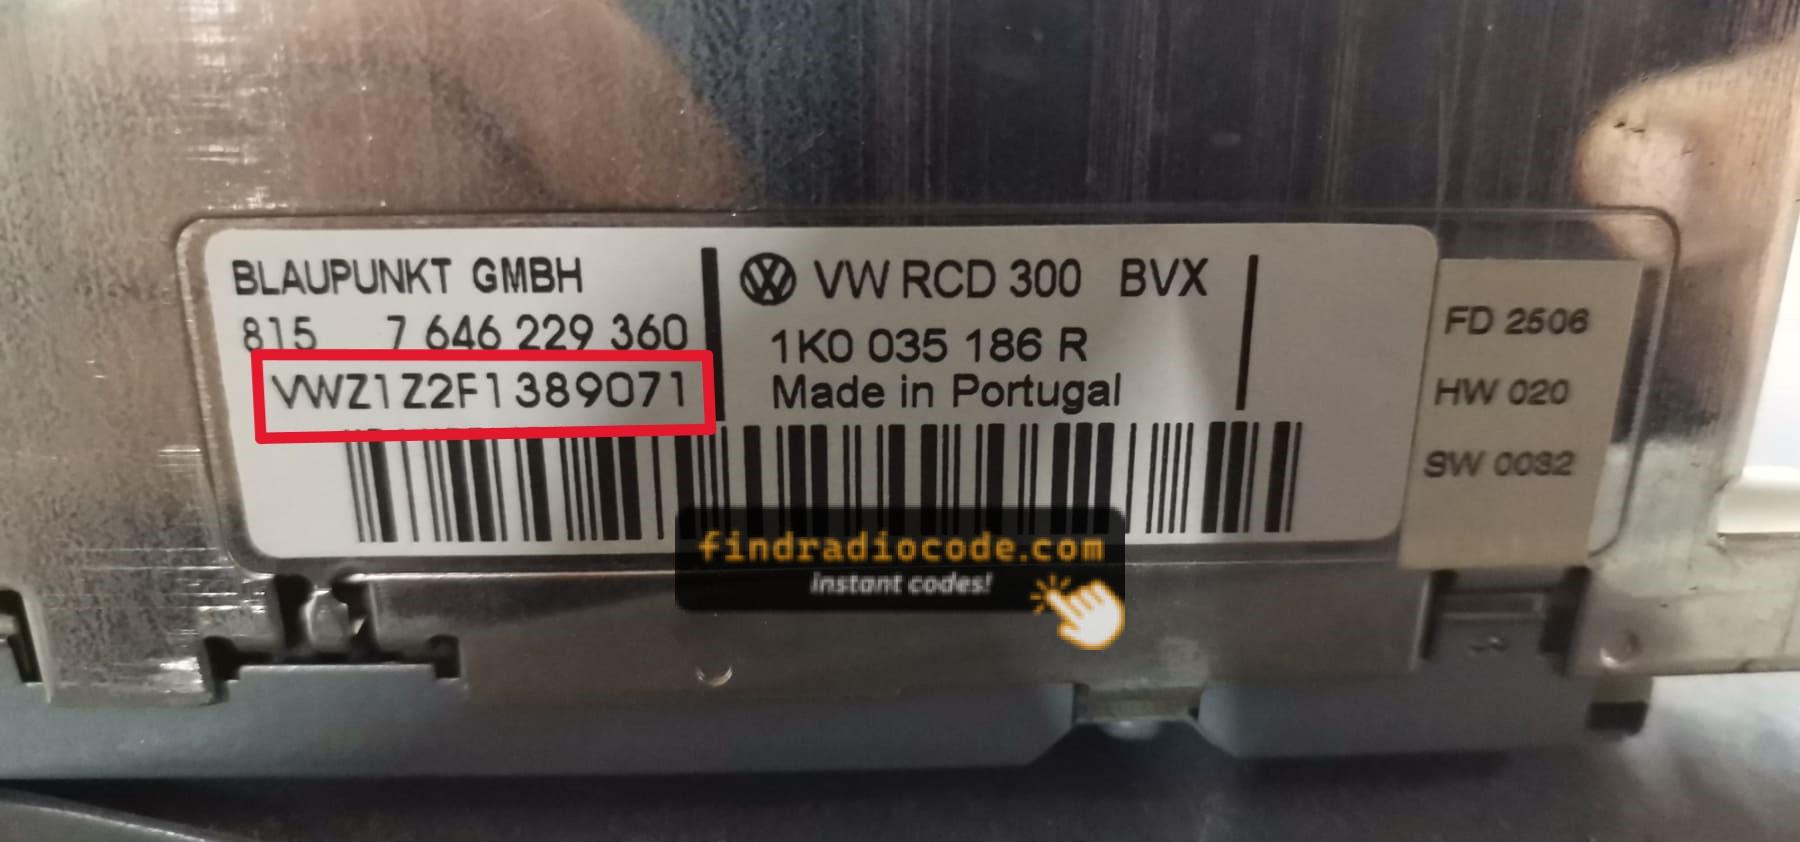 BLAUPUNKT GMBH
815 7 646 229 360
VWZ1Z2F1389071
VW RCD 300 BVX
1K0 035 186 R
Made in Portugal
FD 2506
HW 020
SW 0032
findradiocode.com
instant codes!